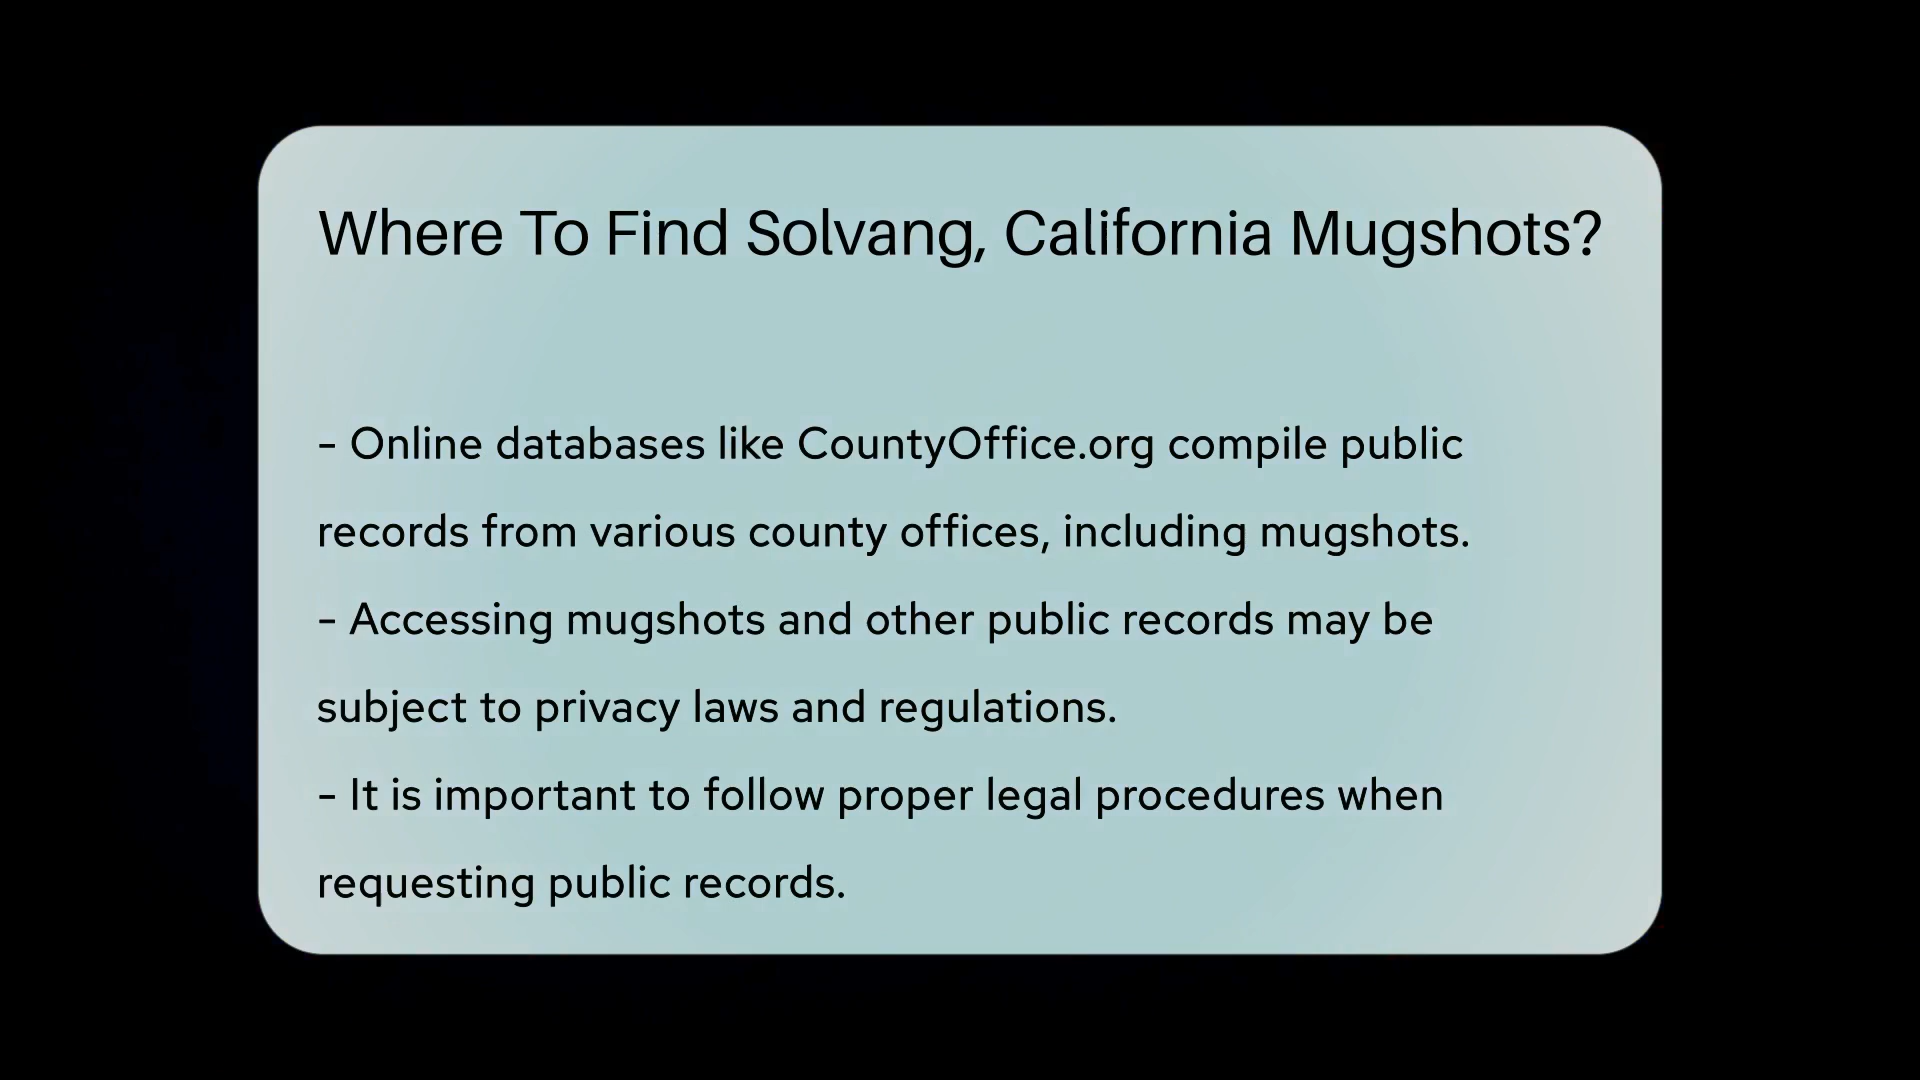 Where To Find Solvang, California Mugshots?
- Online databases like CountyOffice.org compile public
records from various county offices, including mugshots.
- Accessing mugshots and other public records may be
subject to privacy laws and regulations.
- It is important to follow proper legal procedures when
requesting public records.